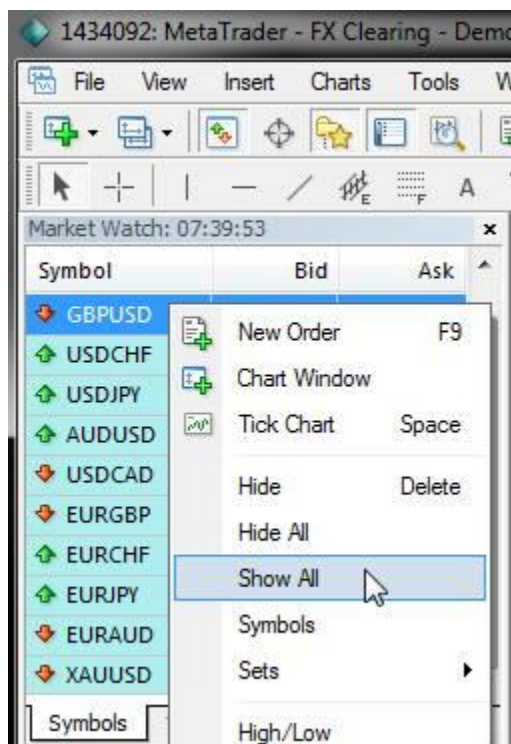 1434092: MetaTrader - FX Clearing - Demo
File View Insert Charts Tools W
E F A
Market Watch: 07:39:53
Symbol Bid Ask
GBPUSD
USDCHF
USDJPY
AUDUSD
USDCAD
EURGBP
EURCHF
EURJPY
EURAUD
XAUUSD
New Order F9
Chart Window
Tick Chart Space
Hide Delete
Hide All
Show All
Symbols
Sets
High/Low
Symbols